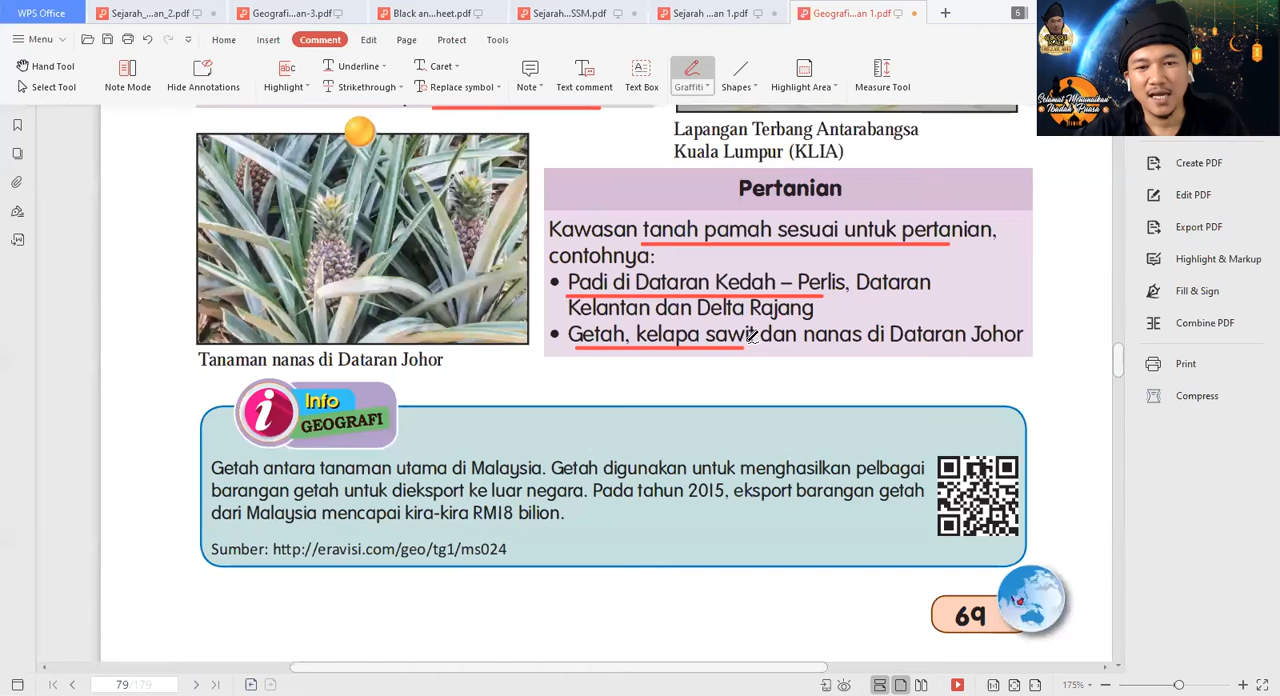 WPS Office
Sejarah_...an_2.pdf
Geografi...an-3.pdf
Black an...heet.pdf
Sejarah...SSM.pdf
Sejarah ...an 1.pdf
Geografi...an 1.pdf
6
Menu
Home
Insert
Comment
Edit
Page
Protect
Tools
Hand Tool
Select Tool
Note Mode
Hide Annotations
abc
Highlight
Underline
Strikethrough
Caret
Replace symbol
Note
Text comment
Text Box
Graffiti
Shapes
Highlight Area
Measure Tool
Selamat Menunaikan
Ibadah Puasa
Lapangan Terbang Antarabangsa
Kuala Lumpur (KLIA)
Pertanian
Kawasan tanah pamah sesuai untuk pertanian,
contohnya:
• Padi di Dataran Kedah – Perlis, Dataran
Kelantan dan Delta Rajang
• Getah, kelapa sawit dan nanas di Dataran Johor
Tanaman nanas di Dataran Johor
i Info
GEOGRAFI
Getah antara tanaman utama di Malaysia. Getah digunakan untuk menghasilkan pelbagai
barangan getah untuk dieksport ke luar negara. Pada tahun 2015, eksport barangan getah
dari Malaysia mencapai kira-kira RM18 bilion.
Sumber: http://eravisi.com/geo/tg1/ms024
69
Create PDF
Edit PDF
Export PDF
Highlight & Markup
Fill & Sign
Combine PDF
Print
Compress
79/179
175%